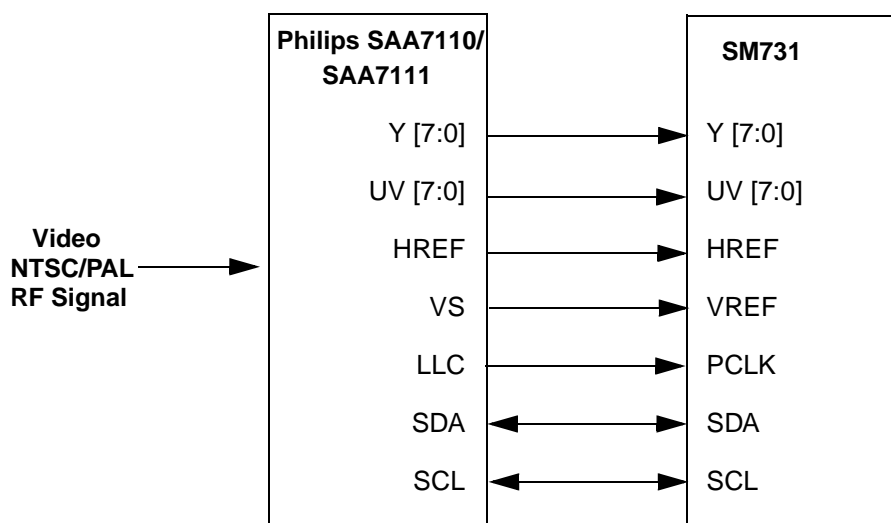 Philips SAA7110/
SAA7111
SM731
Y [7:0]
Y [7:0]
UV [7:0]
UV [7:0]
Video
NTSC/PAL
RF Signal
HREF
HREF
VS
VREF
LLC
PCLK
SDA
SDA
SCL
SCL